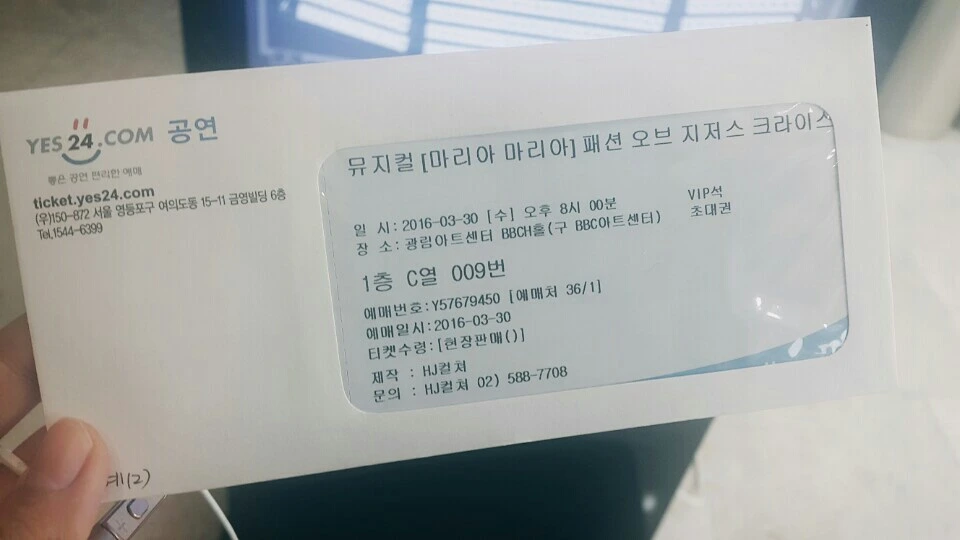 YES24.COM 공연
좋은 공연 편리한 예매
ticket.yes24.com
(우)150-872 서울 영등포구 여의도동 15-11 금영빌딩 6층
Tel.1544-6399
뮤지컬 [마리아 마리아] 패션 오브 지저스 크라이스
일 시:2016-03-30 [수] 오후 8시 00분 VIP석
장 소:광림아트센터 BBCH홀(구 BBC아트센터) 초대권
1층 C열 009번
예매번호:Y57679450 [예매처 36/1]
예매일시:2016-03-30
티켓수령:[현장판매()]
제작 : HJ컬쳐
문의 : HJ컬쳐 02) 588-7708
예(2)